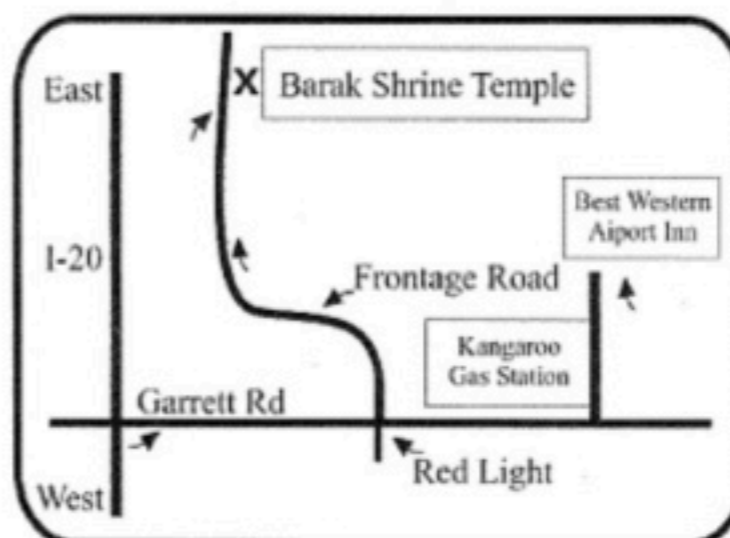 East
X Barak Shrine Temple
Best Western
Aiport Inn
I-20
Frontage Road
Kangaroo
Gas Station
Garrett Rd
Red Light
West